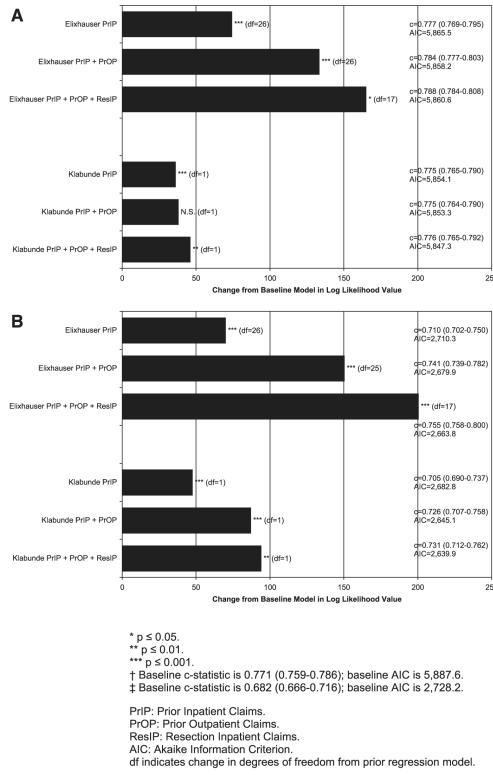 A
Elixhauser PrIP
*** (df=26)
c=0.777 (0.769-0.795)
AIC=5,865.5
Elixhauser PrIP + PrOP
*** (df=26)
c=0.784 (0.777-0.803)
AIC=5,858.2
Elixhauser PrIP + PrOP + ResIP
* (df=17)
c=0.788 (0.784-0.808)
AIC=5,860.6
Klabunde PrIP
*** (df=1)
c=0.775 (0.765-0.790)
AIC=5,854.1
Klabunde PrIP + PrOP
N.S. (df=1)
c=0.775 (0.764-0.790)
AIC=5,853.3
Klabunde PrIP + PrOP + ResIP
** (df=1)
c=0.776 (0.765-0.792)
AIC=5,847.3
0 50 100 150 200 25
Change from Baseline Model in Log Likelihood Value
B
Elixhauser PrIP
*** (df=26)
c=0.710 (0.702-0.750)
AIC=2,710.3
Elixhauser PrIP + PrOP
*** (df=25)
c=0.741 (0.739-0.782)
AIC=2,679.9
Elixhauser PrIP + PrOP + ResIP
*** (df=17)
c=0.755 (0.758-0.800)
AIC=2,663.8
Klabunde PrIP
*** (df=1)
c=0.705 (0.690-0.737)
AIC=2,682.8
Klabunde PrIP + PrOP
*** (df=1)
c=0.726 (0.707-0.758)
AIC=2,645.1
Klabunde PrIP + PrOP + ResIP
** (df=1)
c=0.731 (0.712-0.762)
AIC=2,639.9
0 50 100 150 200 25
Change from Baseline Model in Log Likelihood Value
* p ≤ 0.05.
** p ≤ 0.01.
*** p ≤ 0.001.
† Baseline c-statistic is 0.771 (0.759-0.786); baseline AIC is 5,887.6.
‡ Baseline c-statistic is 0.682 (0.666-0.716); baseline AIC is 2,728.2.
PrIP: Prior Inpatient Claims.
PrOP: Prior Outpatient Claims.
ResIP: Resection Inpatient Claims.
AIC: Akaike Information Criterion.
df indicates change in degrees of freedom from prior regression model.